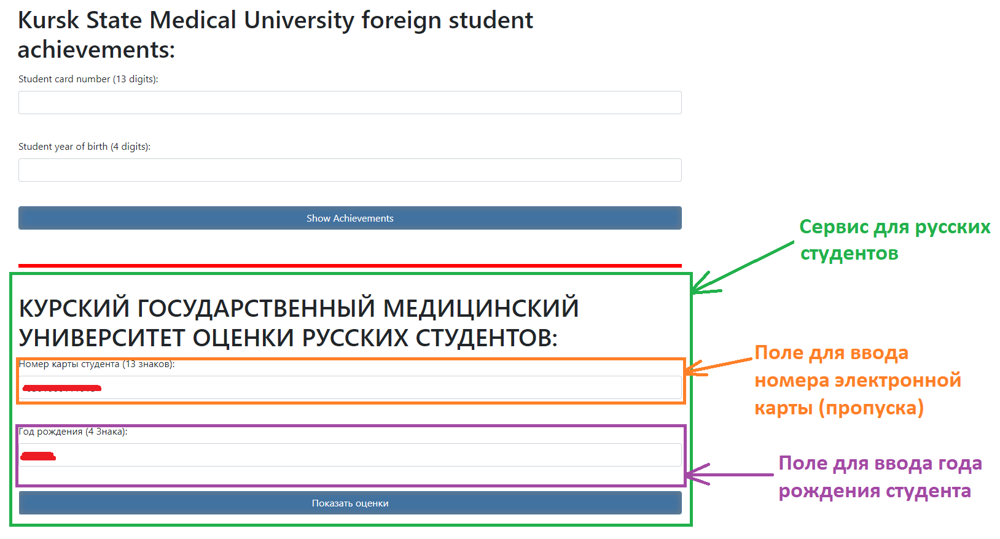 Kursk State Medical University foreign student
achievements:
Student card number (13 digits):
Student year of birth (4 digits):
Show Achievements
Сервис для русских
студентов
КУРСКИЙ ГОСУДАРСТВЕННЫЙ МЕДИЦИНСКИЙ
УНИВЕРСИТЕТ ОЦЕНКИ РУССКИХ СТУДЕНТОВ:
Номер карты студента (13 знаков):
Поле для ввода
номера электронной
карты (пропуска)
Год рождения (4 Знака):
Поле для ввода года
рождения студента
Показать оценки